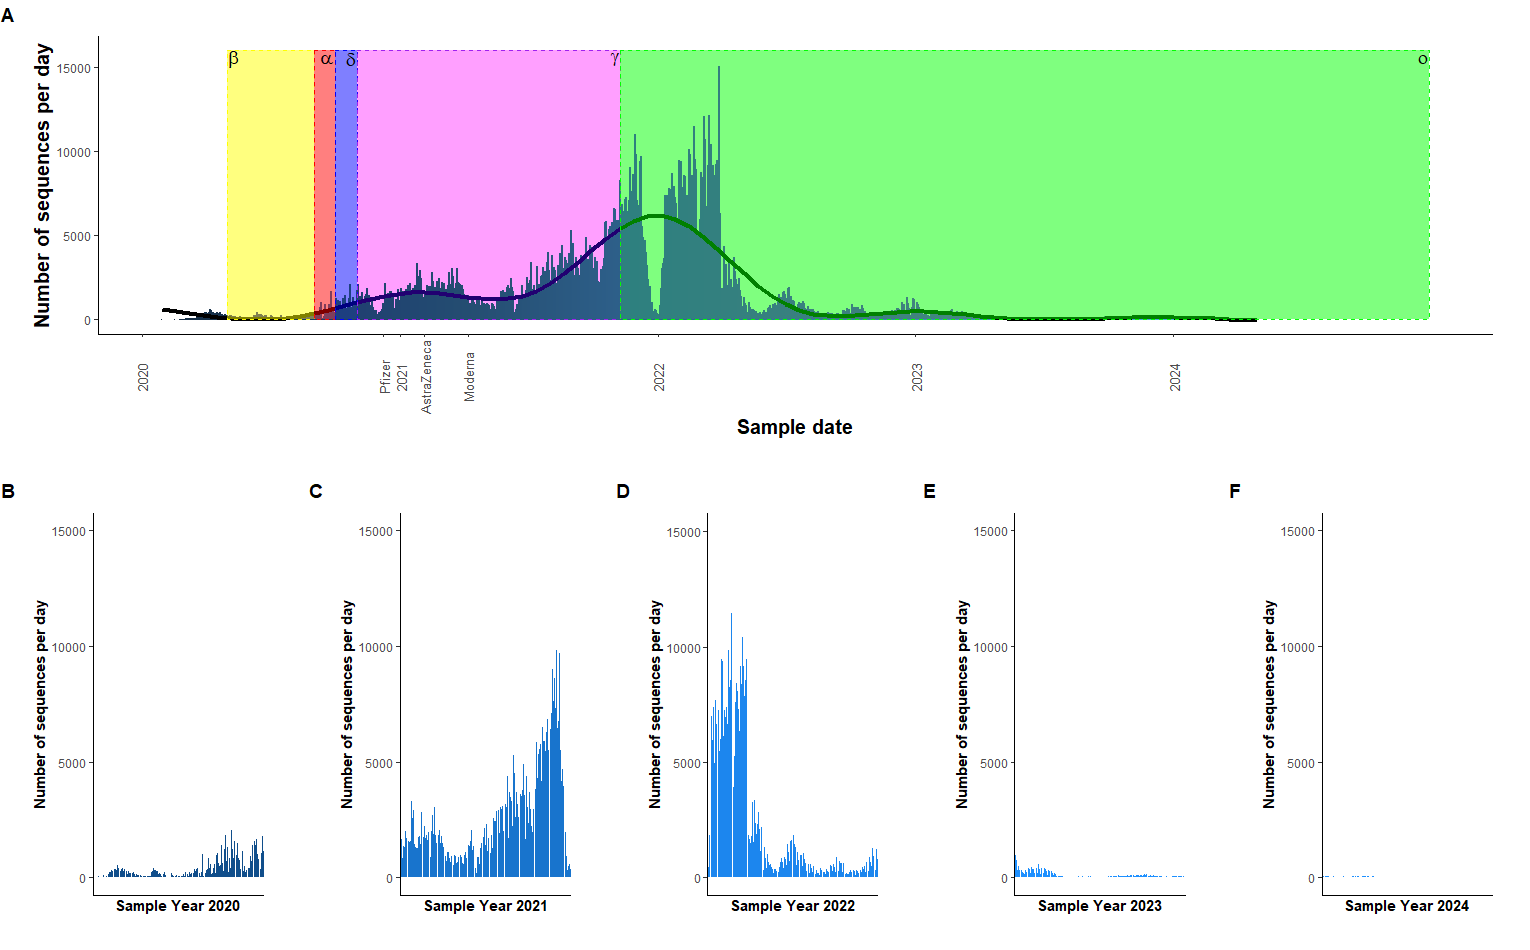 A
Number of sequences per day
15000
10000
5000
0
β
α
δ
γ
ο
2020
Pfizer
2021
AstraZeneca
Moderna
2022
2023
2024
Sample date
B
Number of sequences per day
15000
10000
5000
0
Sample Year 2020
C
Number of sequences per day
15000
10000
5000
0
Sample Year 2021
D
Number of sequences per day
15000
10000
5000
0
Sample Year 2022
E
Number of sequences per day
15000
10000
5000
0
Sample Year 2023
F
Number of sequences per day
15000
10000
5000
0
Sample Year 2024